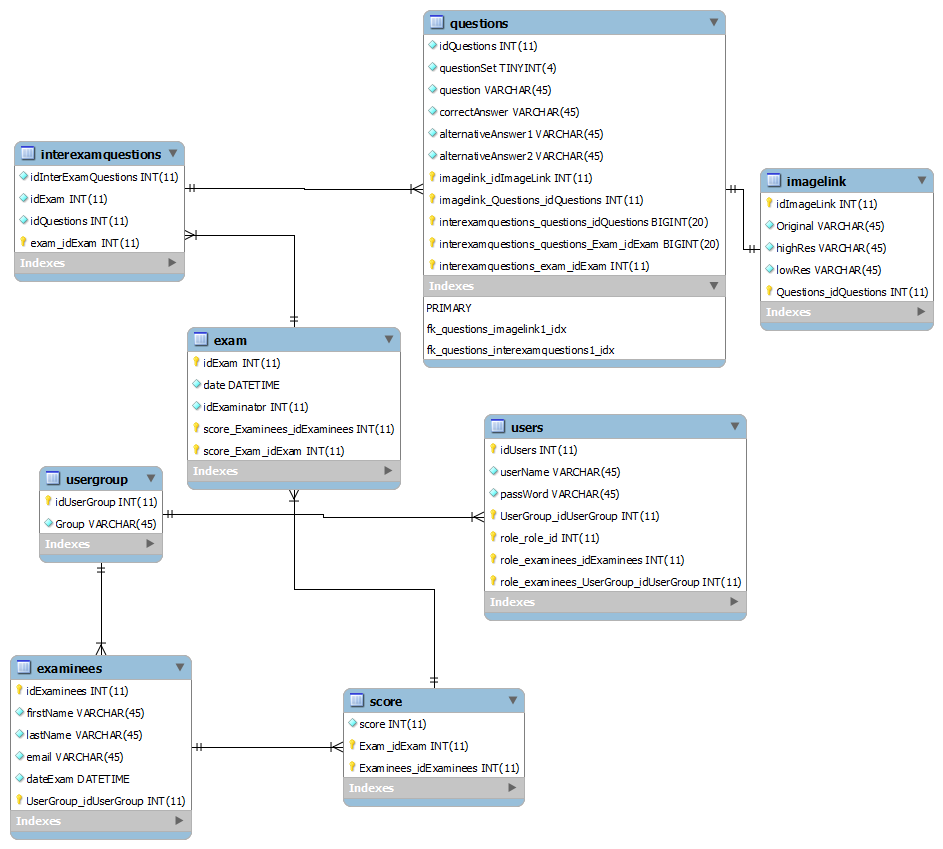 questions
idQuestions INT(11)
questionSet TINYINT(4)
question VARCHAR(45)
correctAnswer VARCHAR(45)
alternativeAnswer1 VARCHAR(45)
alternativeAnswer2 VARCHAR(45)
imagelink_idImageLink INT(11)
imagelink_Questions_idQuestions INT(11)
interexamquestions_questions_idQuestions BIGINT(20)
interexamquestions_questions_Exam_idExam BIGINT(20)
interexamquestions_exam_idExam INT(11)
Indexes
PRIMARY
fk_questions_imagelink1_idx
fk_questions_interexamquestions1_idx
interexamquestions
idInterExamQuestions INT(11)
idExam INT(11)
idQuestions INT(11)
exam_idExam INT(11)
Indexes
imagelink
idImageLink INT(11)
Original VARCHAR(45)
highRes VARCHAR(45)
lowRes VARCHAR(45)
Questions_idQuestions INT(11)
Indexes
exam
idExam INT(11)
date DATETIME
idExaminator INT(11)
score_Examinees_idExaminees INT(11)
score_Exam_idExam INT(11)
Indexes
users
idUsers INT(11)
userName VARCHAR(45)
passWord VARCHAR(45)
UserGroup_idUserGroup INT(11)
role_role_id INT(11)
role_examinees_idExaminees INT(11)
role_examinees_UserGroup_idUserGroup INT(11)
Indexes
usergroup
idUserGroup INT(11)
Group VARCHAR(45)
Indexes
examinees
idExaminees INT(11)
firstName VARCHAR(45)
lastName VARCHAR(45)
email VARCHAR(45)
dateExam DATETIME
UserGroup_idUserGroup INT(11)
Indexes
score
score INT(11)
Exam_idExam INT(11)
Examinees_idExaminees INT(11)
Indexes